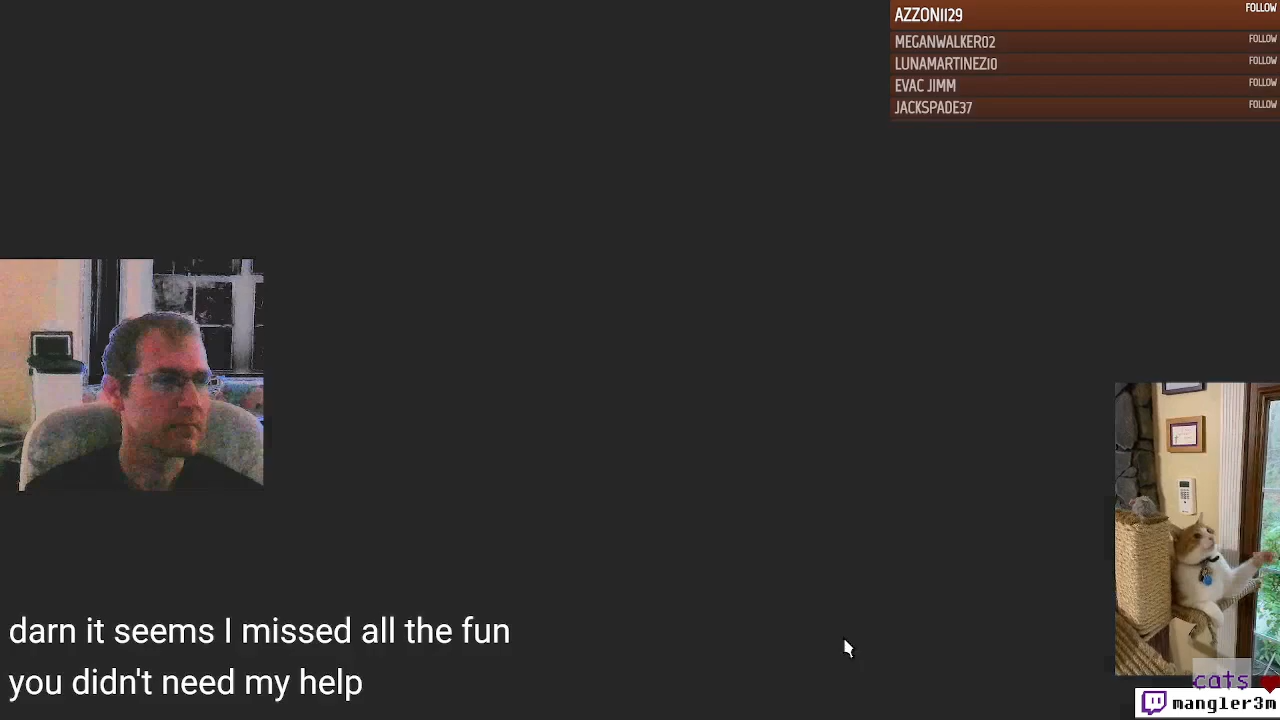 AZZON1129 FOLLOW
MEGANWALKER02 FOLLOW
LUNAMARTINEZ10 FOLLOW
EVAC JIMM FOLLOW
JACKSPADE37 FOLLOW
darn it seems I missed all the fun
you didn't need my help
cats
mangler3m